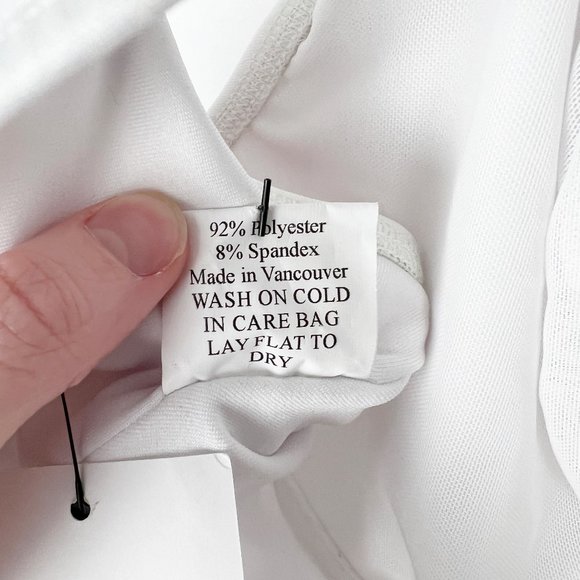 92% Polyester
8% Spandex
Made in Vancouver
WASH ON COLD
IN CARE BAG
LAY FLAT TO
DRY